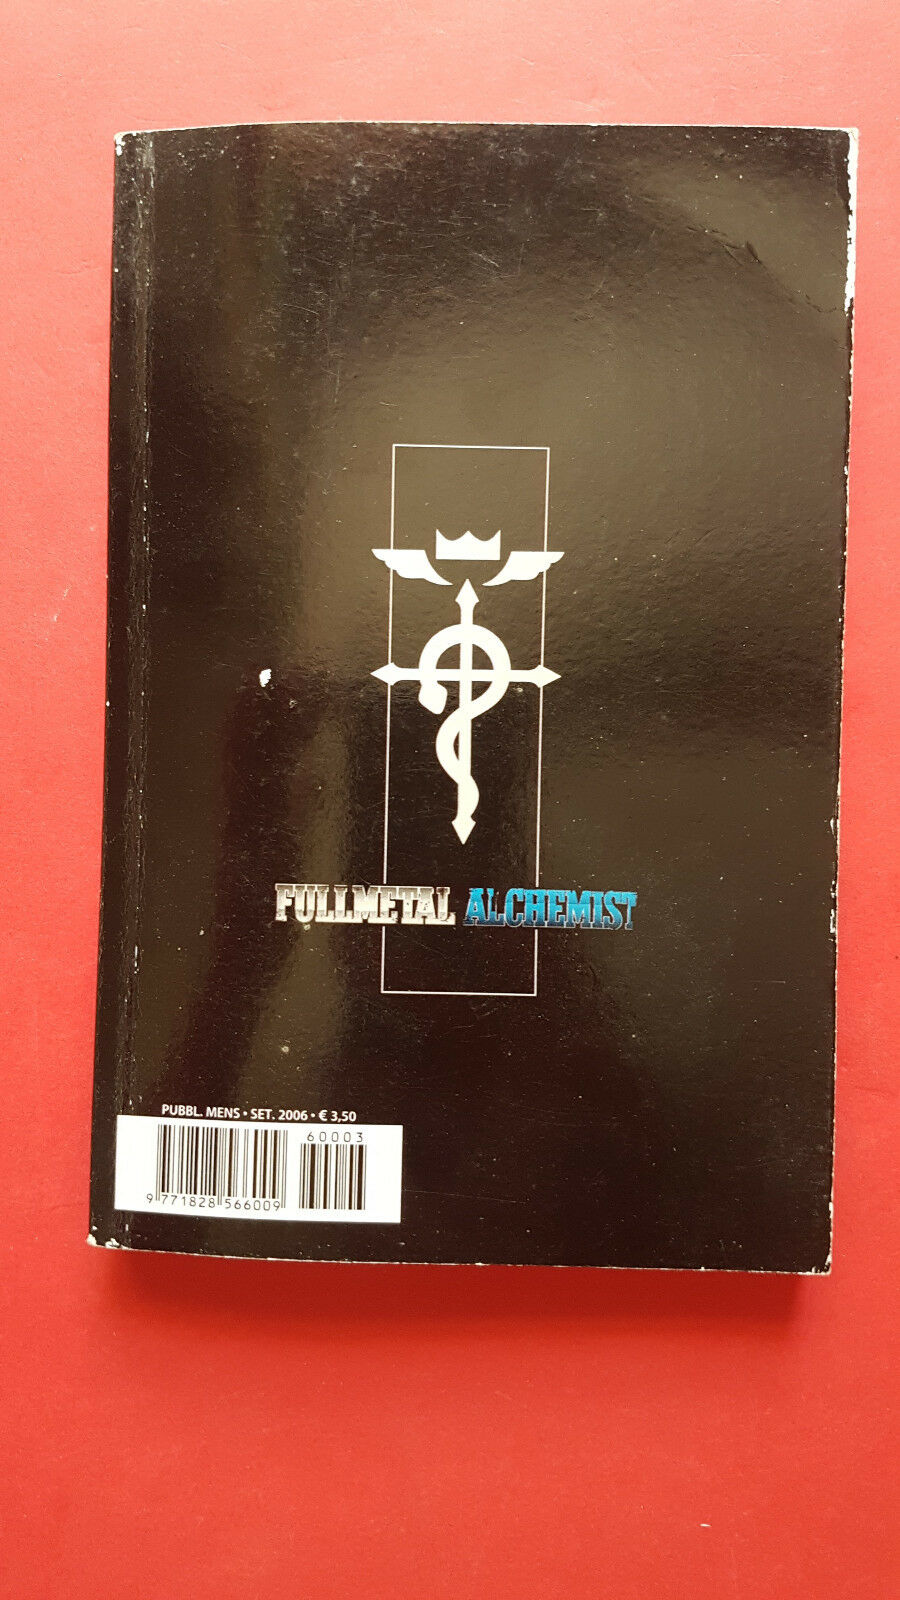 FULLMETAL ALCHEMIST
PUBBL. MENS • SET. 2006 • € 3,50
60003
9 771828 566009